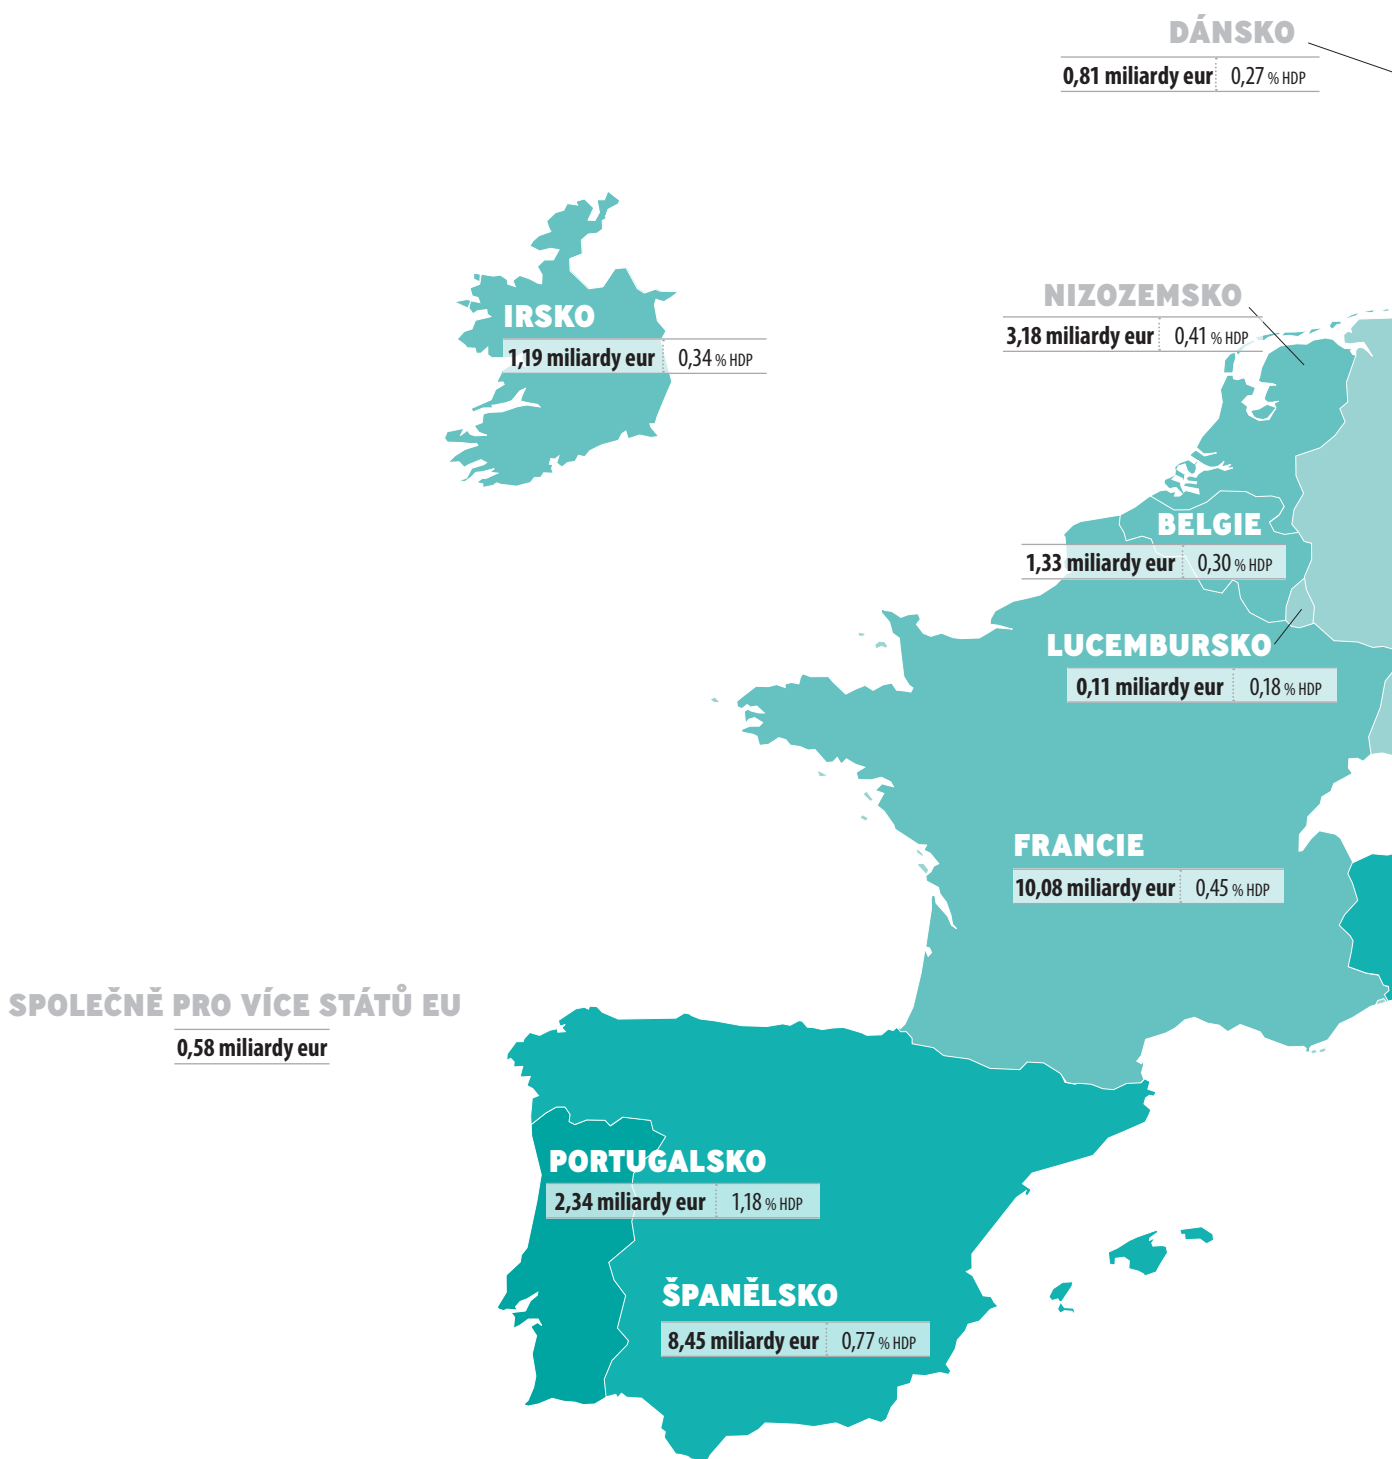 DÁNSKO
0,81 miliardy eur 0,27 % HDP
IRSKO
1,19 miliardy eur 0,34 % HDP
NIZOZEMSKO
3,18 miliardy eur 0,41 % HDP
BELGIE
1,33 miliardy eur 0,30 % HDP
LUCEMBURSKO
0,11 miliardy eur 0,18 % HDP
FRANCIE
10,08 miliardy eur 0,45 % HDP
SPOLEČNĚ PRO VÍCE STÁTŮ EU
0,58 miliardy eur
PORTUGALSKO
2,34 miliardy eur 1,18 % HDP
ŠPANĚLSKO
8,45 miliardy eur 0,77 % HDP